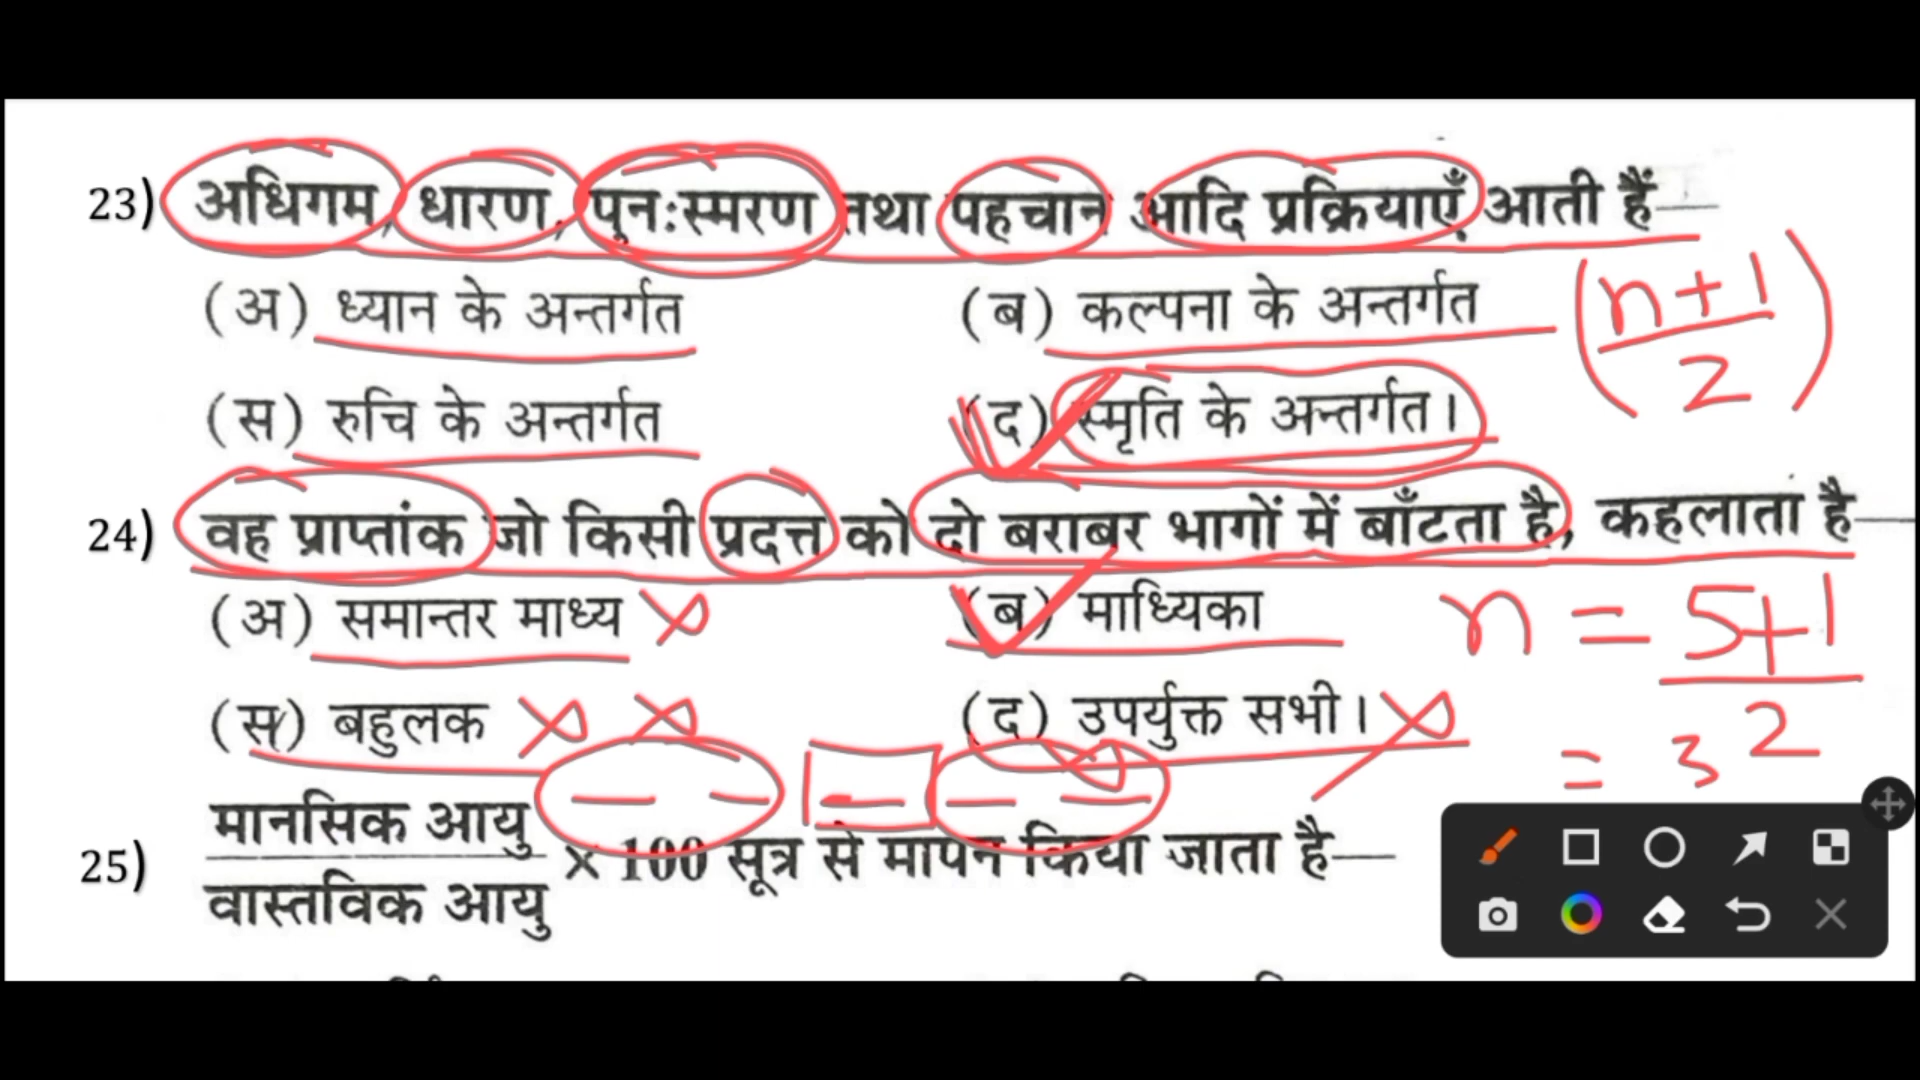 23) अधिगम, धारण, पुनःस्मरण तथा पहचान आदि प्रक्रियाएँ आती हैं—
(अ) ध्यान के अन्तर्गत (ब) कल्पना के अन्तर्गत
(n+1/2)
(स) रुचि के अन्तर्गत (द) स्मृति के अन्तर्गत।
24) वह प्राप्तांक जो किसी प्रदत्त को दो बराबर भागों में बाँटता है, कहलाता है—
(अ) समान्तर माध्य (ब) माध्यिका
n = 5+1/2
(स) बहुलक (द) उपर्युक्त सभी।
= 3
25) मानसिक आयु/वास्तविक आयु × 100 सूत्र से मापन किया जाता है—